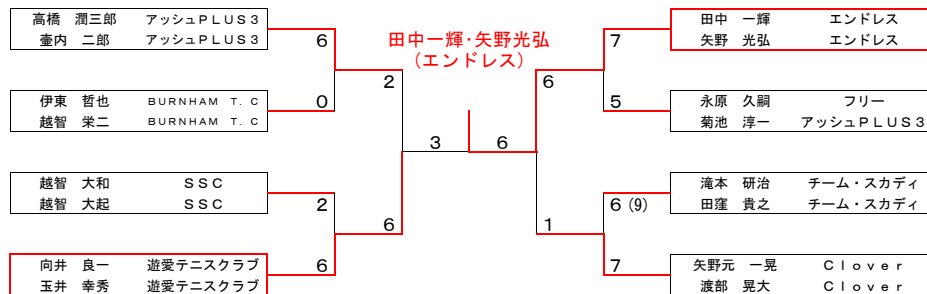 高橋 潤三郎 アッシュPLUS3
壷内 二郎 アッシュPLUS3
6
0
伊東 哲也 BURNHAM T. C
越智 栄二 BURNHAM T. C
2
越智 大和 SSC
越智 大起 SSC
2
6
向井 良一 遊愛テニスクラブ
玉井 幸秀 遊愛テニスクラブ
6
田中一輝・矢野光弘
(エンドレス)
3
6
田中 一輝 エンドレス
矢野 光弘 エンドレス
7
6
5
永原 久嗣 フリー
菊池 淳一 アッシュPLUS3
滝本 研治 チーム・スカディ
田窪 貴之 チーム・スカディ
6(9)
1
7
矢野元 一晃 Clover
渡部 晃大 Clover